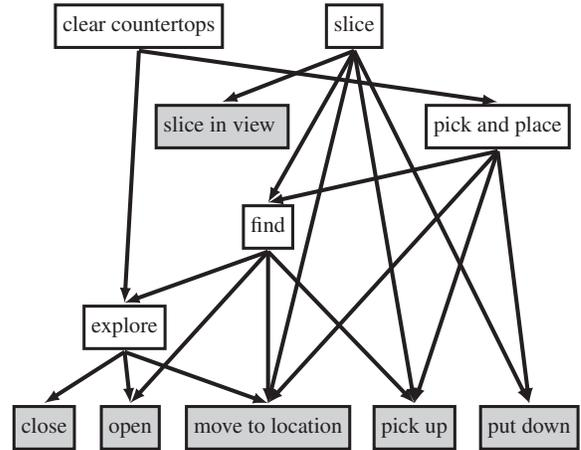 clear countertops
slice
slice in view
pick and place
find
explore
close
open
move to location
pick up
put down